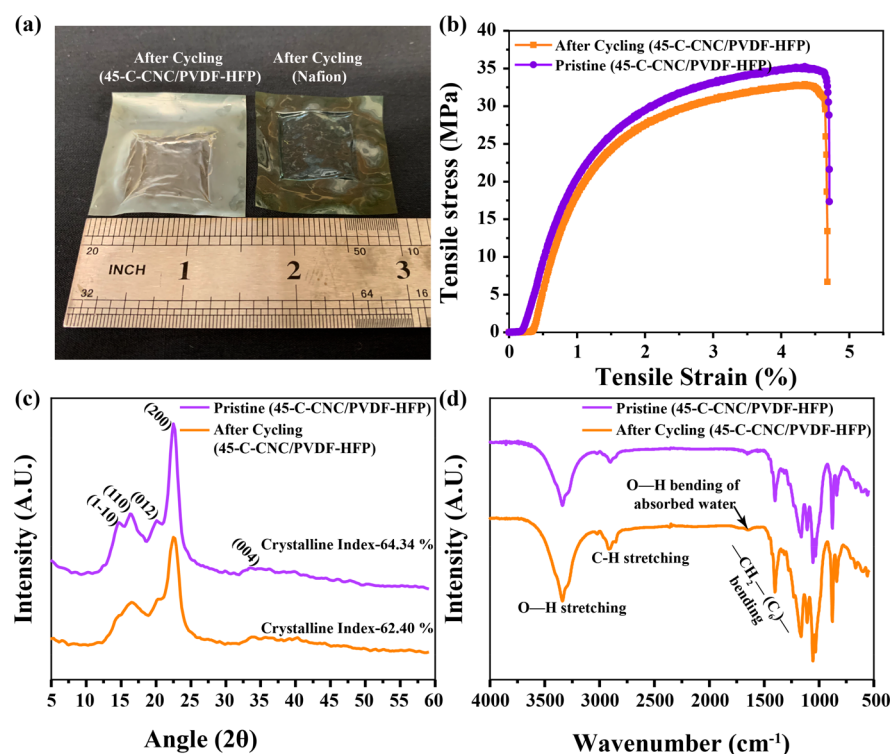 (a)
After Cycling
(45-C-CNC/PVDF-HFP)
After Cycling
(Nafion)
20
50
10
INCH
1
2
3
32
64
16
(b)
After Cycling (45-C-CNC/PVDF-HFP)
Pristine (45-C-CNC/PVDF-HFP)
Tensile stress (MPa)
40
35
30
25
20
15
10
5
0
0
1
2
3
4
5
Tensile Strain (%)
(c)
Pristine (45-C-CNC/PVDF-HFP)
After Cycling
(45-C-CNC/PVDF-HFP)
(200)
(110)
(1-10)
(012)
(004)
Crystalline Index-64.34 %
Crystalline Index-62.40 %
Intensity (A.U.)
5
10
15
20
25
30
35
40
45
50
55
60
Angle (2θ)
(d)
Pristine (45-C-CNC/PVDF-HFP)
After Cycling (45-C-CNC/PVDF-HFP)
O—H bending of
absorbed water
C-H stretching
O—H stretching
—CH2—(C6)—
bending
Intensity (A.U.)
4000
3500
3000
2500
2000
1500
1000
500
Wavenumber (cm-1)